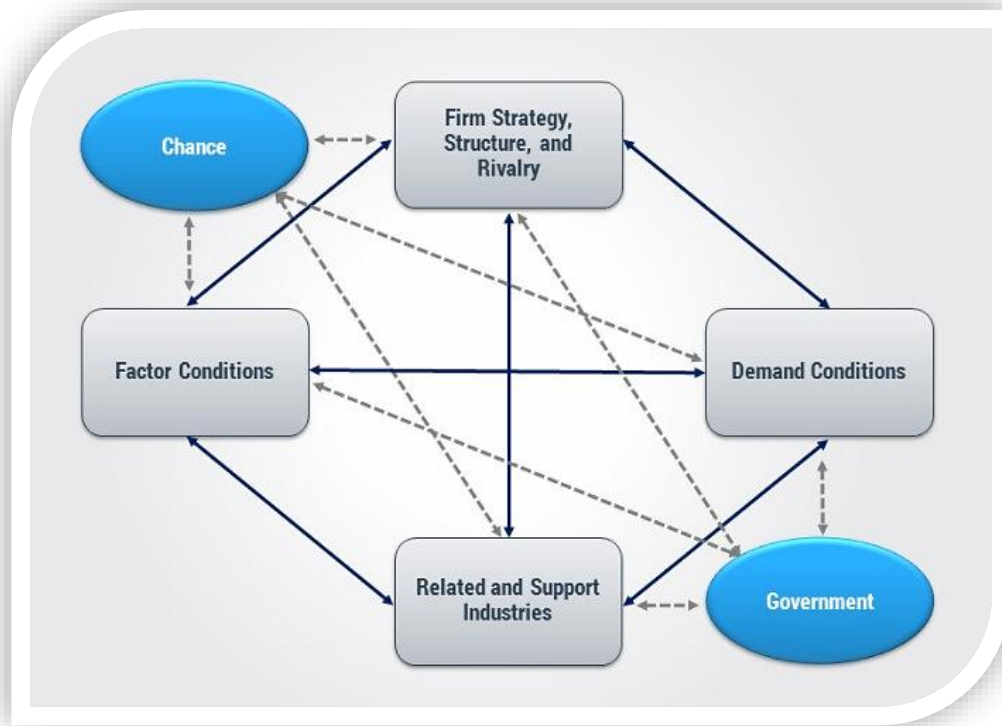 Chance
Firm Strategy,
Structure, and
Rivalry
Factor Conditions
Demand Conditions
Related and Support
Industries
Government